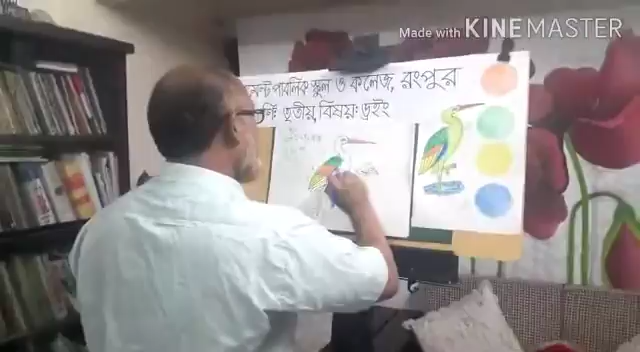 Made with KINEMASTER
পাবলিক স্কুল ও কলেজ, রংপুর
তৃতীয়, বিষয়: ড্রইং